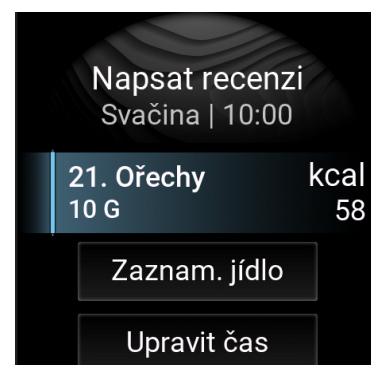 Napsat recenzi
Svačina | 10:00
21. Ořechy kcal
10 G 58
Zaznam. jídlo
Upravit čas